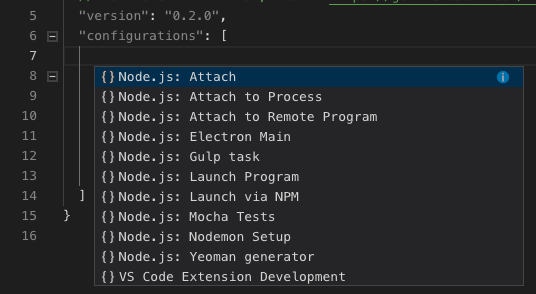 5 "version": "0.2.0",
6 "configurations": [
7
8 {} Node.js: Attach
9 {} Node.js: Attach to Process
10 {} Node.js: Attach to Remote Program
11 {} Node.js: Electron Main
12 {} Node.js: Gulp task
13 {} Node.js: Launch Program
14 ] {} Node.js: Launch via NPM
15 } {} Node.js: Mocha Tests
16 {} Node.js: Nodemon Setup
{} Node.js: Yeoman generator
{} VS Code Extension Development